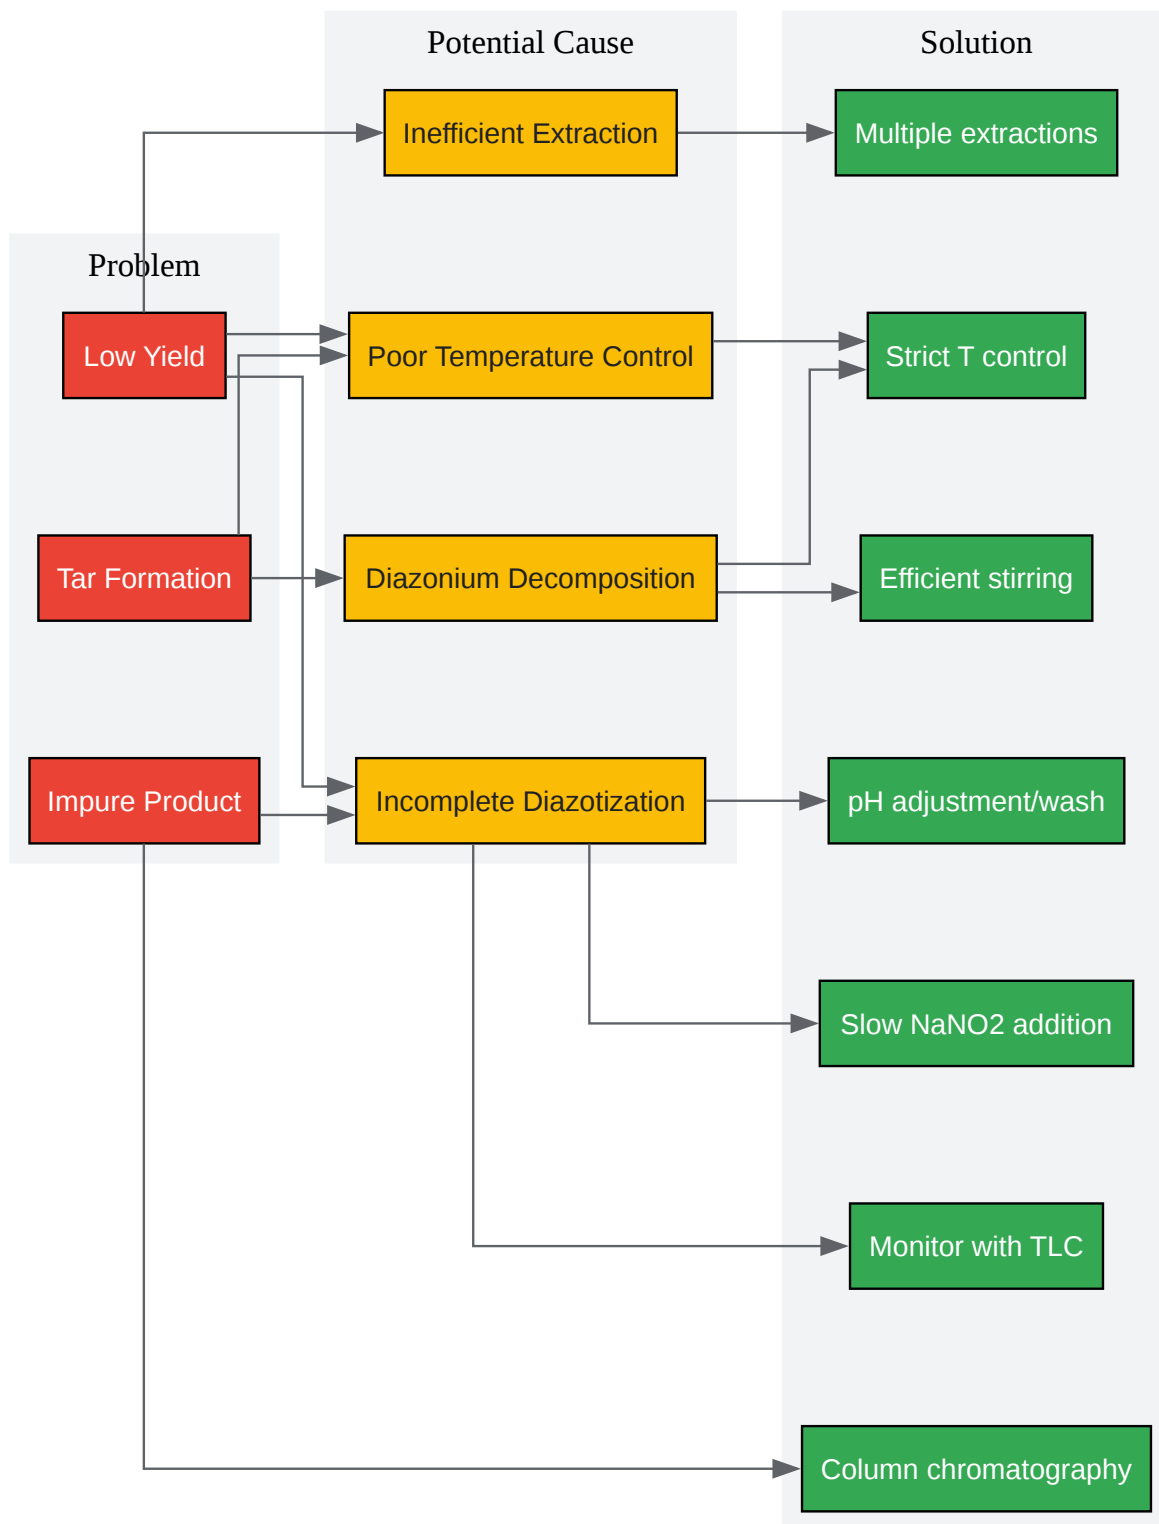 Potential Cause
Solution
Inefficient Extraction
Multiple extractions
Problem
Low Yield
Poor Temperature Control
Strict T control
Tar Formation
Diazonium Decomposition
Efficient stirring
Impure Product
Incomplete Diazotization
pH adjustment/wash
Slow NaNO2 addition
Monitor with TLC
Column chromatography